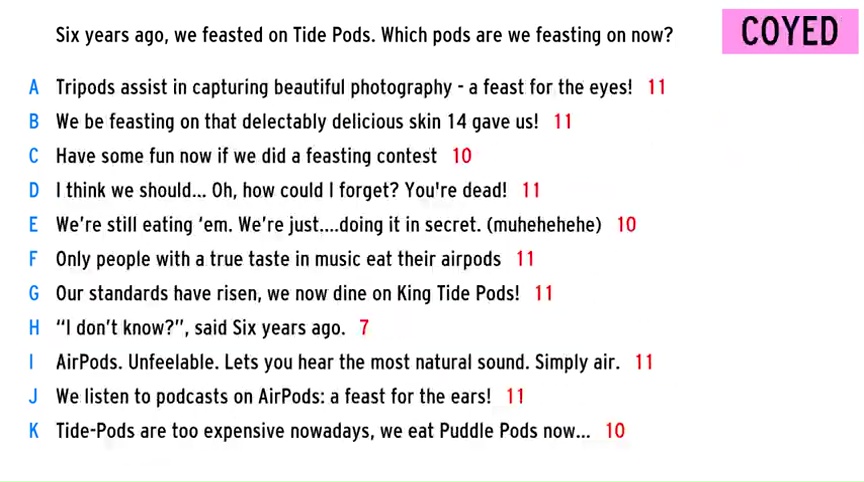 Six years ago, we feasted on Tide Pods. Which pods are we feasting on now?
COYED
A Tripods assist in capturing beautiful photography - a feast for the eyes! 11
B We be feasting on that delectably delicious skin 14 gave us! 11
C Have some fun now if we did a feasting contest 10
D I think we should... Oh, how could I forget? You're dead! 11
E We're still eating ‘em. We're just....doing it in secret. (muhehehehe) 10
F Only people with a true taste in music eat their airpods 11
G Our standards have risen, we now dine on King Tide Pods! 11
H “I don't know?”, said Six years ago. 7
I AirPods. Unfeelable. Lets you hear the most natural sound. Simply air. 11
J We listen to podcasts on AirPods: a feast for the ears! 11
K Tide-Pods are too expensive nowadays, we eat Puddle Pods now... 10